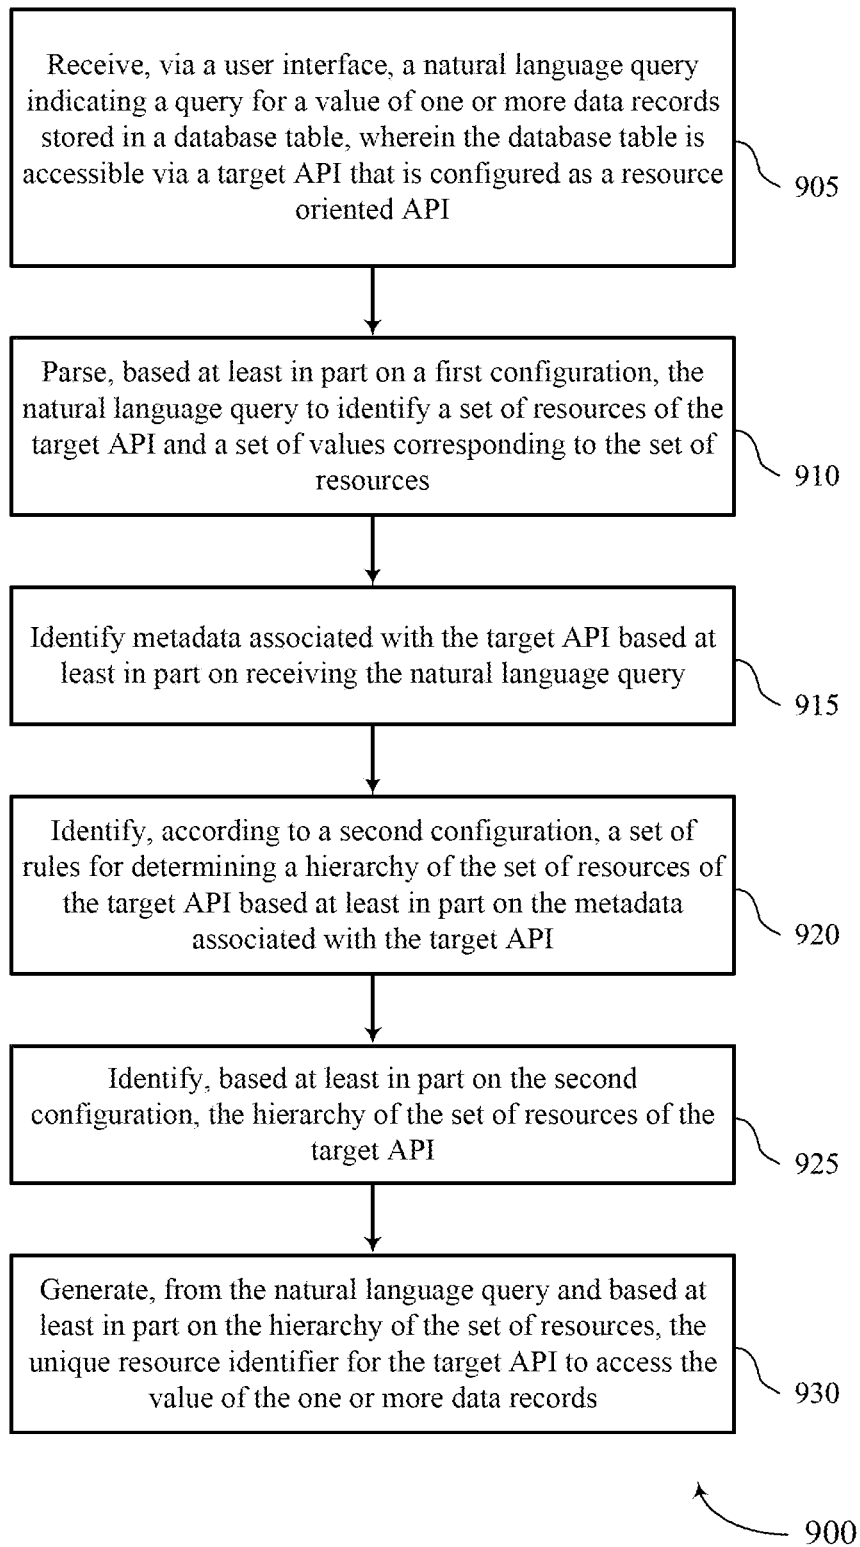 Receive, via a user interface, a natural language query
indicating a query for a value of one or more data records
stored in a database table, wherein the database table is
accessible via a target API that is configured as a resource
oriented API
905
Parse, based at least in part on a first configuration, the
natural language query to identify a set of resources of the
target API and a set of values corresponding to the set of
resources
910
Identify metadata associated with the target API based at
least in part on receiving the natural language query
915
Identify, according to a second configuration, a set of
rules for determining a hierarchy of the set of resources of
the target API based at least in part on the metadata
associated with the target API
920
Identify, based at least in part on the second
configuration, the hierarchy of the set of resources of the
target API
925
Generate, from the natural language query and based at
least in part on the hierarchy of the set of resources, the
unique resource identifier for the target API to access the
value of the one or more data records
930
900